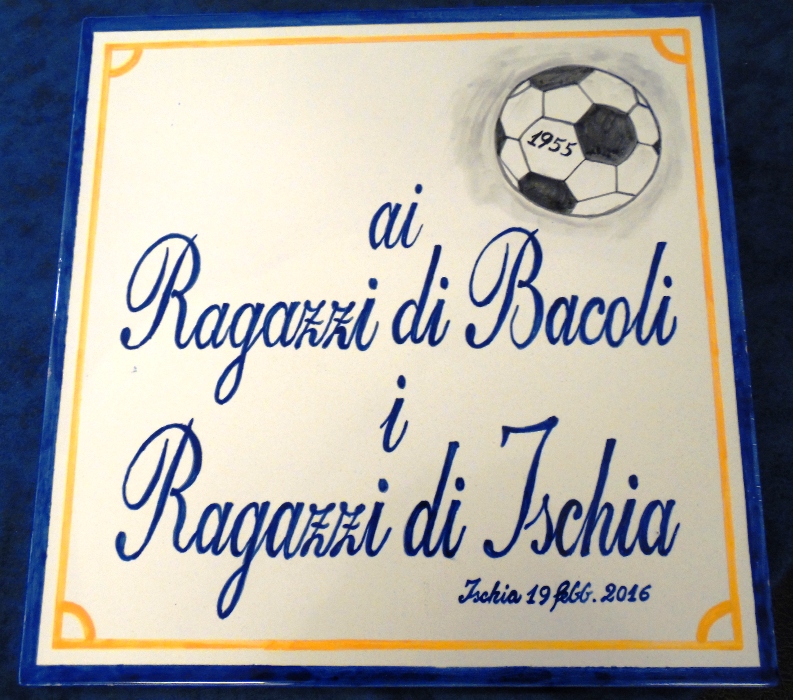 1955
ai
Ragazzi di Bacoli
i
Ragazzi di Ischia
Ischia 19 febb. 2016